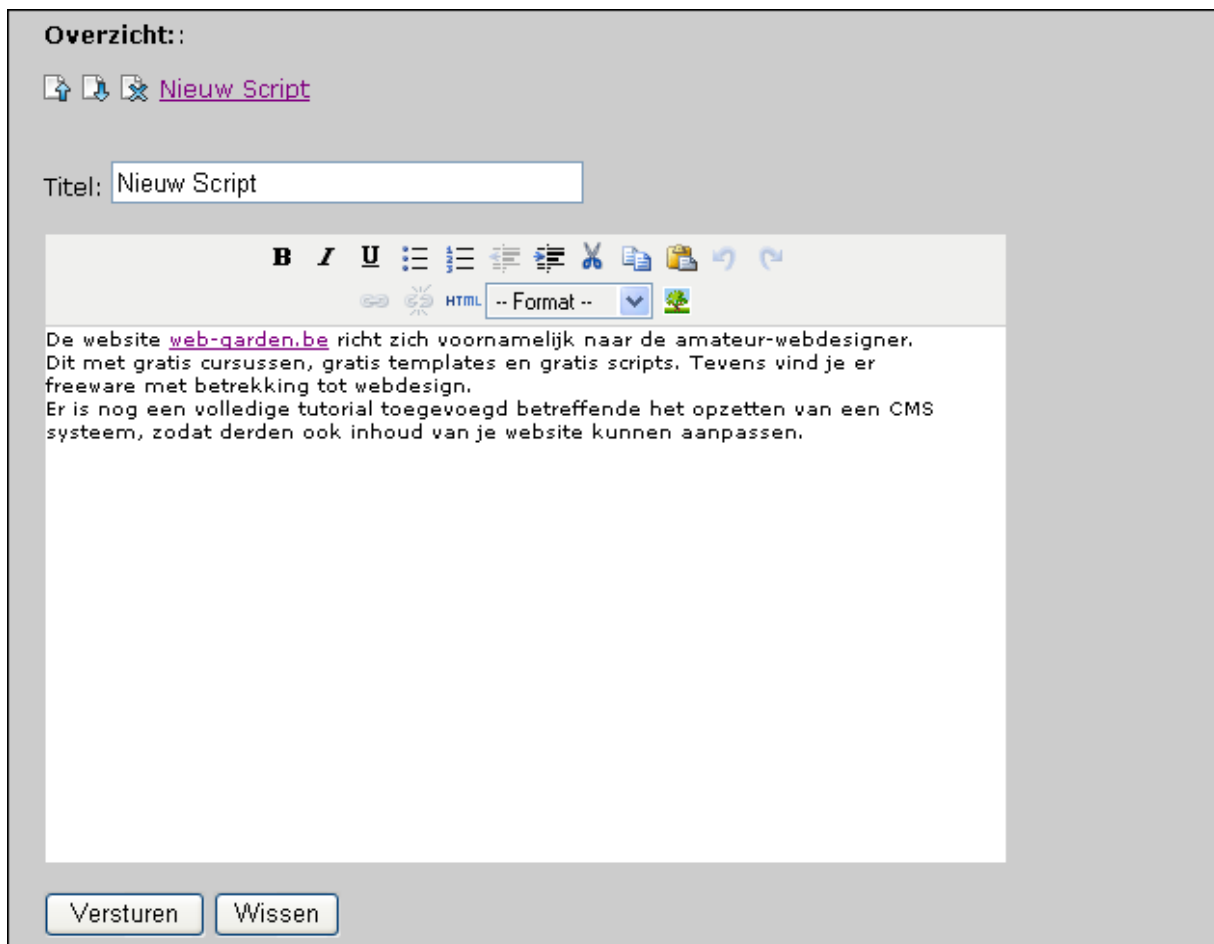 Overzicht::
Nieuw Script
Titel: Nieuw Script
B I U
HTML -- Format --
De website web-garden.be richt zich voornamelijk naar de amateur-webdesigner.
Dit met gratis cursussen, gratis templates en gratis scripts. Tevens vind je er
freeware met betrekking tot webdesign.
Er is nog een volledige tutorial toegevoegd betreffende het opzetten van een CMS
systeem, zodat derden ook inhoud van je website kunnen aanpassen.
Versturen Wissen